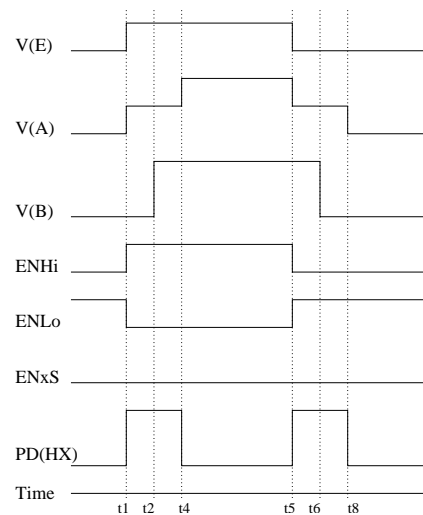 V(E)
V(A)
V(B)
ENHi
ENLo
ENxS
PD(HX)
Time
t1 t2 t4 t5 t6 t8